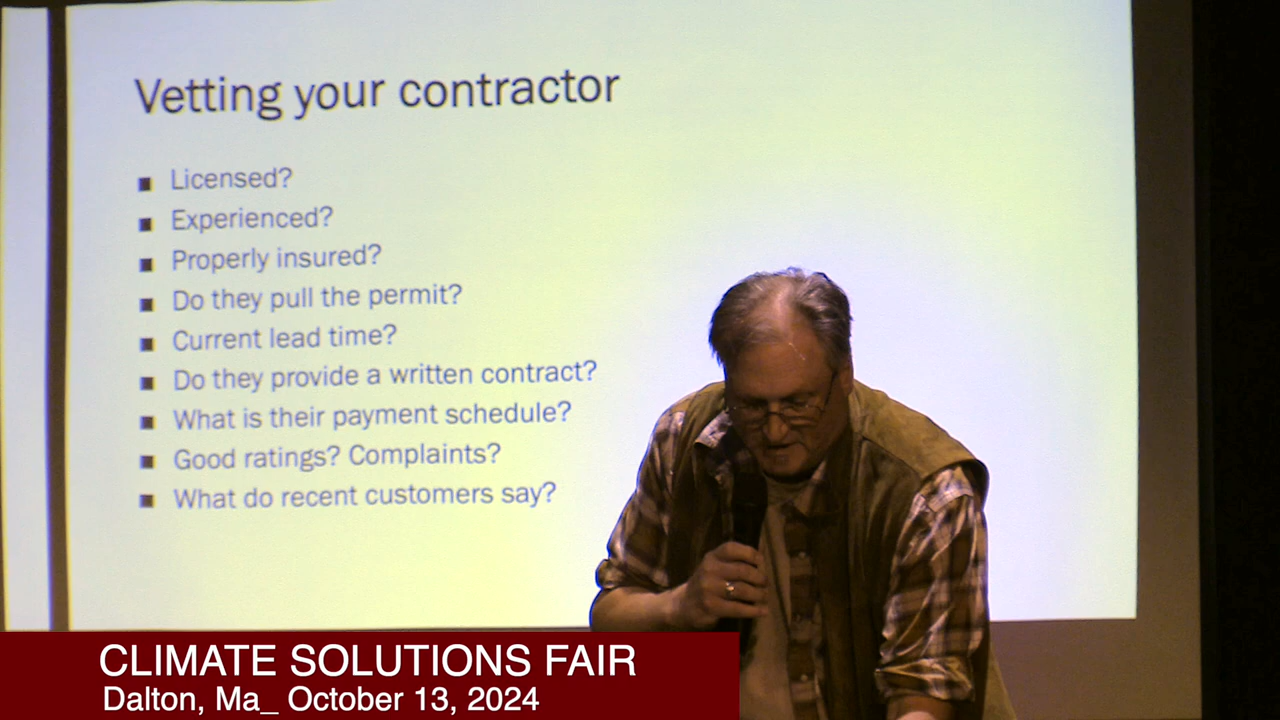 Vetting your contractor
Licensed?
Experienced?
Properly insured?
Do they pull the permit?
Current lead time?
Do they provide a written contract?
What is their payment schedule?
Good ratings? Complaints?
What do recent customers say?
CLIMATE SOLUTIONS FAIR
Dalton, Ma_ October 13, 2024